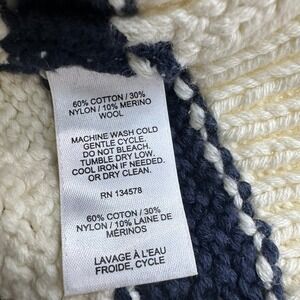 60% COTTON / 30%
NYLON / 10% MERINO
WOOL
MACHINE WASH COLD
GENTLE CYCLE.
DO NOT BLEACH.
TUMBLE DRY LOW.
COOL IRON IF NEEDED.
OR DRY CLEAN.
RN 134578
60% COTON / 30%
NYLON / 10% LAINE DE
MÉRINOS
LAVAGE À L'EAU
FROIDE, CYCLE